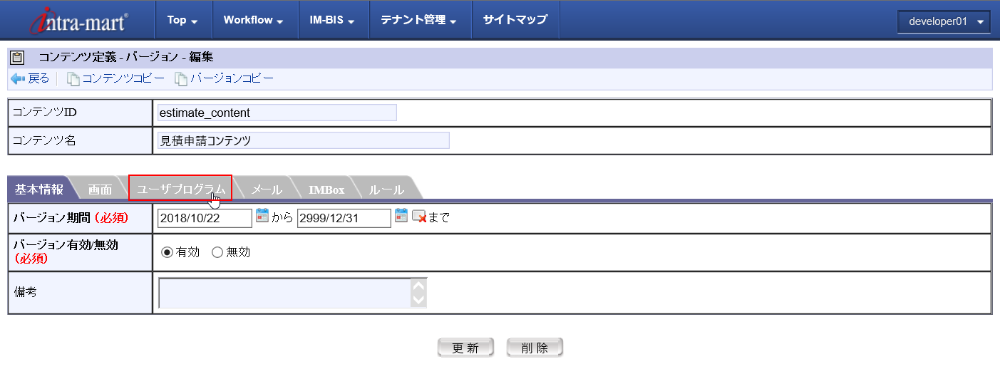 intra-mart® Top Workflow IM-BIS テナント管理 サイトマップ developer01
コンテンツ定義 - バージョン - 編集
戻る コンテンツコピー バージョンコピー
コンテンツID estimate_content
コンテンツ名 見積申請コンテンツ
基本情報 画面 ユーザプログラム メール IMBox ルール
バージョン期間 (必須) 2018/10/22 から 2999/12/31 まで
バージョン有効/無効
(必須) 有効 無効
備考
更新 削除